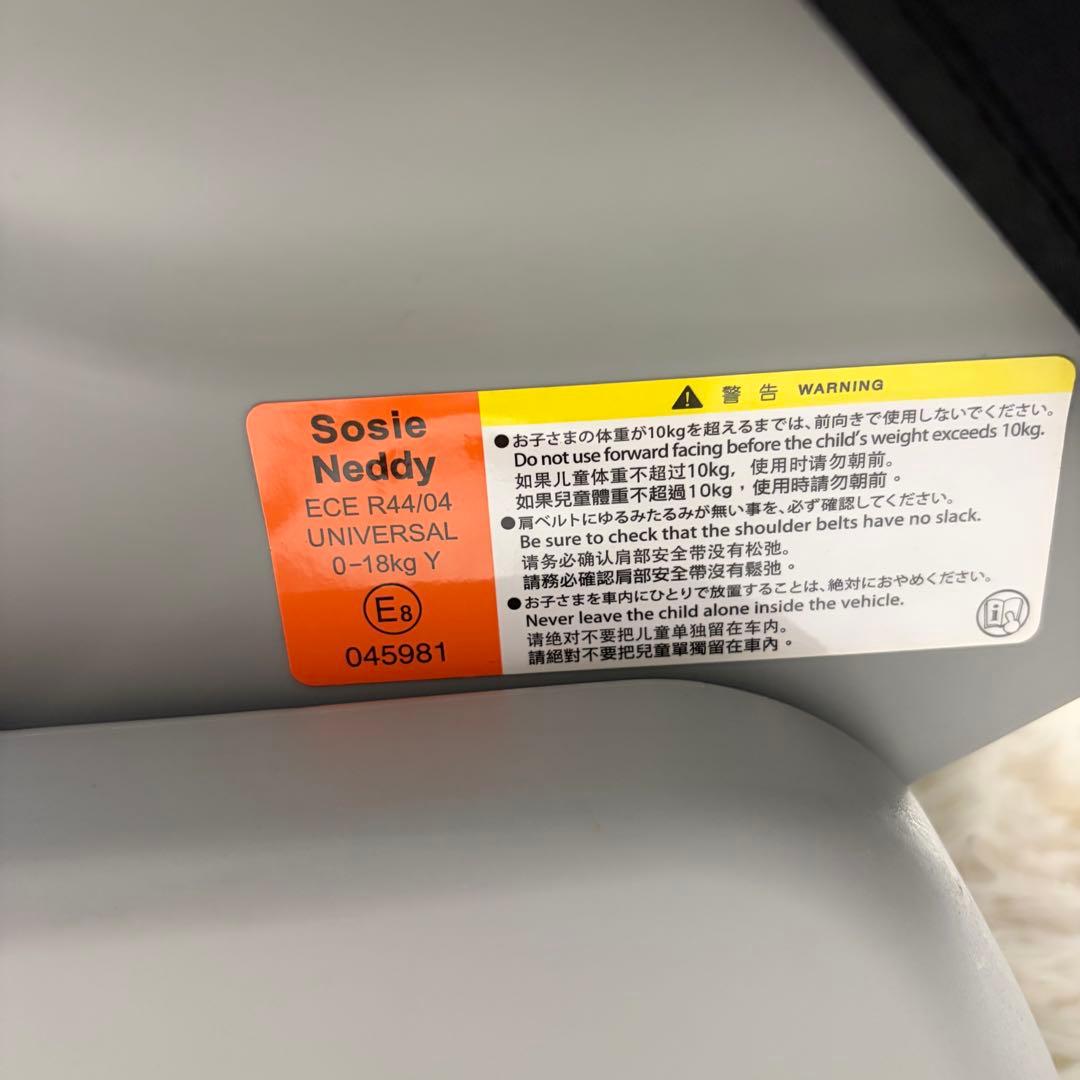 Sosie
Neddy
ECE R44/04
UNIVERSAL
0-18kg Y
E8
045981
警告 WARNING
●お子さまの体重が10kgを超えるまでは、前向きで使用しないでください。
Do not use forward facing before the child's weight exceeds 10kg.
如果儿童体重不超过10kg，使用时请勿朝前。
如果兒童體重不超過10kg，使用時請勿朝前。
●肩ベルトにゆるみたるみが無い事を、必ず確認してください。
Be sure to check that the shoulder belts have no slack.
请务必确认肩部安全带没有松弛。
請務必確認肩部安全帶沒有鬆弛。
●お子さまを車内にひとりで放置することは、絶対におやめください。
Never leave the child alone inside the vehicle.
请绝对不要把儿童单独留在车内。
請絕對不要把兒童單獨留在車內。